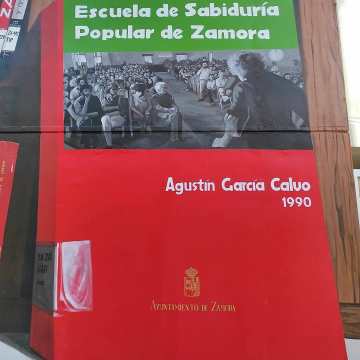 Escuela de Sabiduría
Popular de Zamora
Agustín García Calvo
1990
Ayuntamiento de Zamora